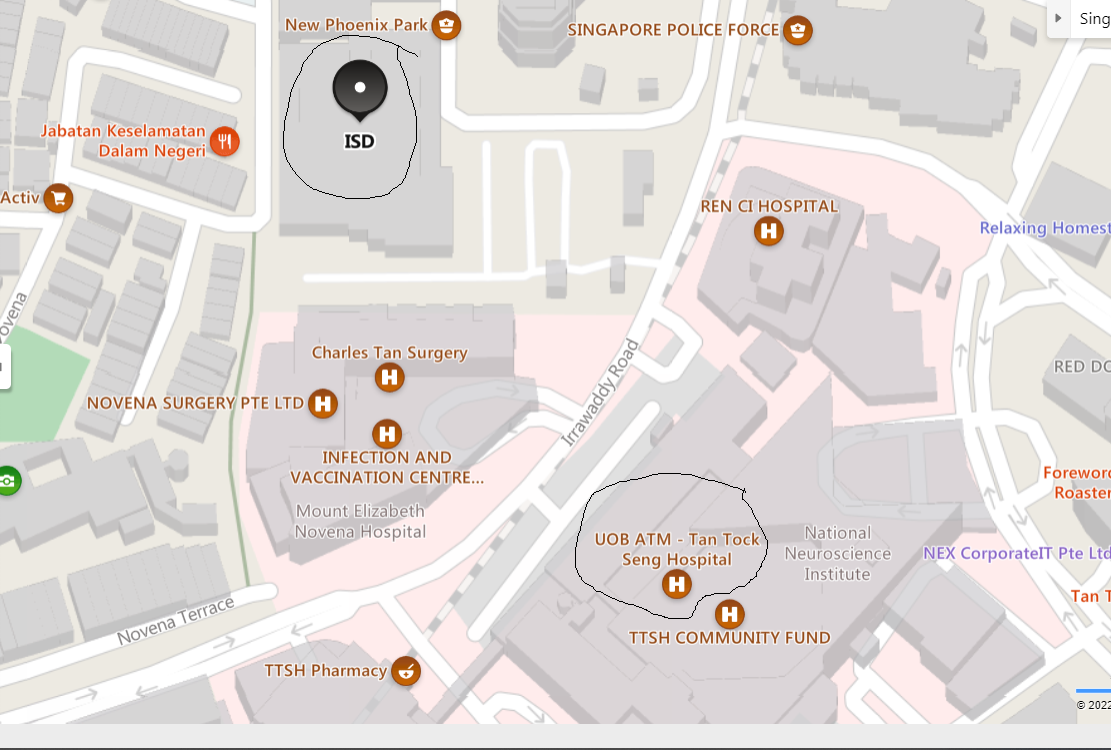 New Phoenix Park
SINGAPORE POLICE FORCE
Sing
ISD
Jabatan Keselamatan
Dalam Negeri
Activ
REN CI HOSPITAL
Relaxing Homest
ovena
Charles Tan Surgery
NOVENA SURGERY PTE LTD
Irrawaddy Road
RED DO
INFECTION AND
VACCINATION CENTRE...
Mount Elizabeth
Novena Hospital
Foreword
Roaster
UOB ATM - Tan Tock
Seng Hospital
National
Neuroscience
Institute
NEX CorporateIT Pte Ltd
Tan T
Novena Terrace
TTSH COMMUNITY FUND
TTSH Pharmacy
© 2022